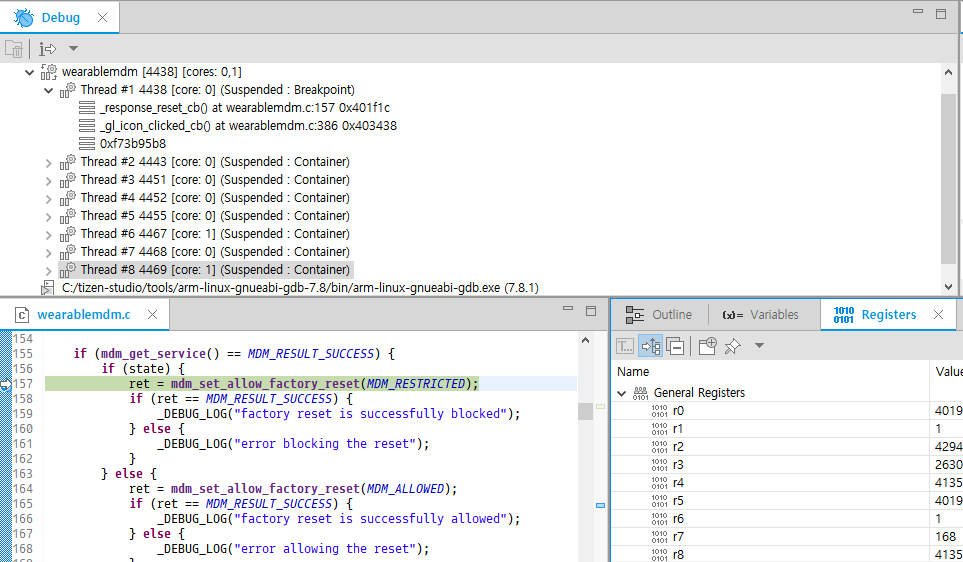 Debug
wearablemdm [4438] [cores: 0,1]
Thread #1 4438 [core: 0] (Suspended : Breakpoint)
_response_reset_cb() at wearablemdm.c:157 0x401f1c
_gl_icon_clicked_cb() at wearablemdm.c:386 0x403438
0xf73b95b8
Thread #2 4443 [core: 0] (Suspended : Container)
Thread #3 4451 [core: 0] (Suspended : Container)
Thread #4 4452 [core: 0] (Suspended : Container)
Thread #5 4455 [core: 0] (Suspended : Container)
Thread #6 4467 [core: 1] (Suspended : Container)
Thread #7 4468 [core: 0] (Suspended : Container)
Thread #8 4469 [core: 1] (Suspended : Container)
C:/tizen-studio/tools/arm-linux-gnueabi-gdb-7.8/bin/arm-linux-gnueabi-gdb.exe (7.8.1)
wearablemdm.c
154
155 if (mdm_get_service() == MDM_RESULT_SUCCESS) {
156 if (state) {
157 ret = mdm_set_allow_factory_reset(MDM_RESTRICTED);
158 if (ret == MDM_RESULT_SUCCESS) {
159 _DEBUG_LOG("factory reset is successfully blocked");
160 } else {
161 _DEBUG_LOG("error blocking the reset");
162 }
163 } else {
164 ret = mdm_set_allow_factory_reset(MDM_ALLOWED);
165 if (ret == MDM_RESULT_SUCCESS) {
166 _DEBUG_LOG("factory reset is successfully allowed");
167 } else {
168 _DEBUG_LOG("error allowing the reset");
Outline (x)= Variables 1010 0101 Registers
Name Value
General Registers
r0 4019
r1 1
r2 4294
r3 2630
r4 4135
r5 4019
r6 1
r7 168
r8 4135